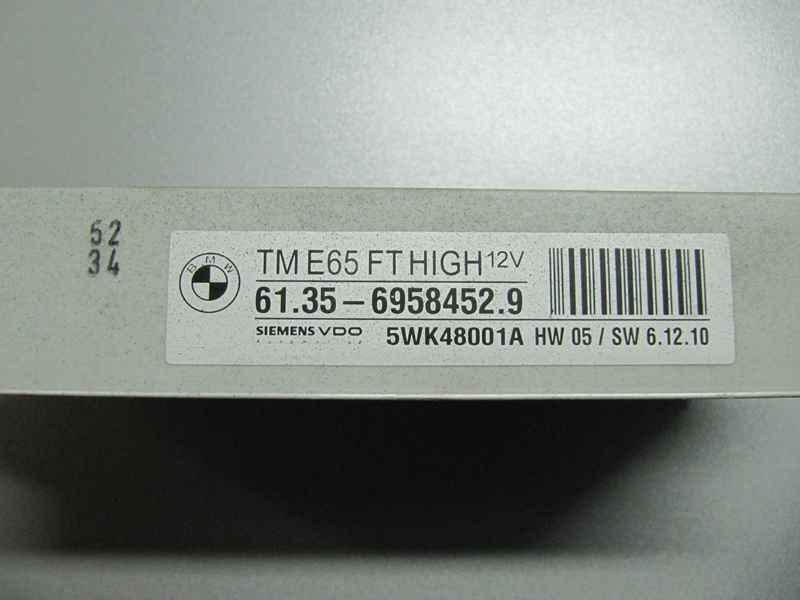 52
34
BMW
TM E65 FT HIGH 12V
61.35 – 6958452.9
SIEMENS VDO
AUTOMOTIVE
5WK48001A HW 05 / SW 6.12.10